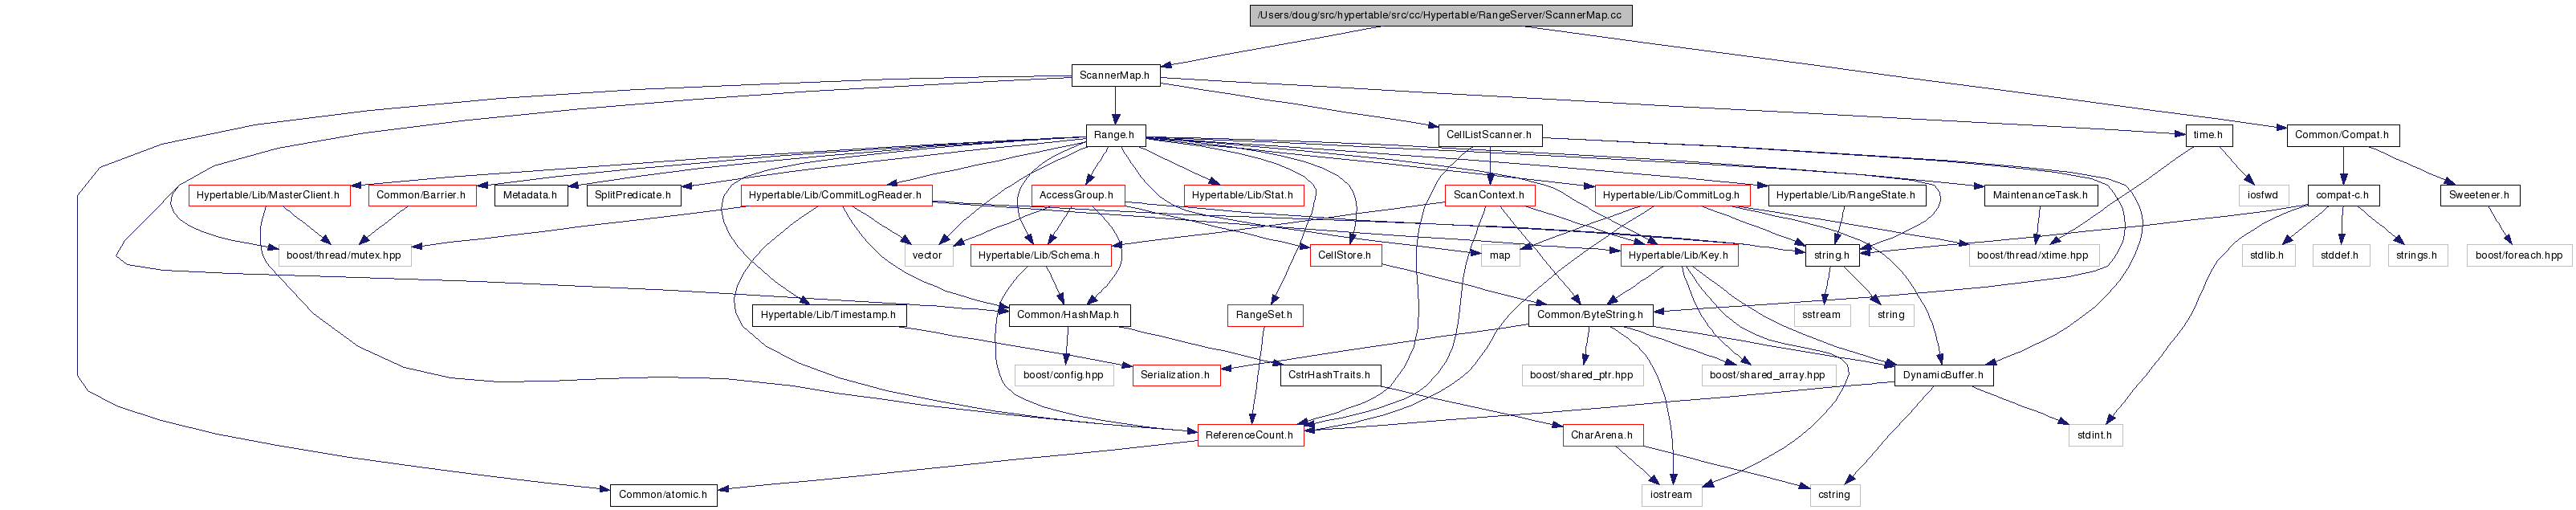 /Users/doug/src/hypertable/src/cc/Hypertable/RangeServer/ScannerMap.cc
ScannerMap.h
Range.h
CellListScanner.h
time.h
Common/Compat.h
Hypertable/Lib/MasterClient.h
Common/Barrier.h
Metadata.h
SplitPredicate.h
Hypertable/Lib/CommitLogReader.h
AccessGroup.h
Hypertable/Lib/Stat.h
ScanContext.h
Hypertable/Lib/CommitLog.h
Hypertable/Lib/RangeState.h
MaintenanceTask.h
iosfwd
compat-c.h
Sweetener.h
boost/thread/mutex.hpp
vector
Hypertable/Lib/Schema.h
CellStore.h
map
Hypertable/Lib/Key.h
string.h
boost/thread/xtime.hpp
stdlib.h
stddef.h
strings.h
boost/foreach.hpp
Hypertable/Lib/Timestamp.h
Common/HashMap.h
RangeSet.h
Common/ByteString.h
sstream
string
boost/config.hpp
Serialization.h
CstrHashTraits.h
boost/shared_ptr.hpp
boost/shared_array.hpp
DynamicBuffer.h
ReferenceCount.h
CharArena.h
stdint.h
Common/atomic.h
iostream
cstring